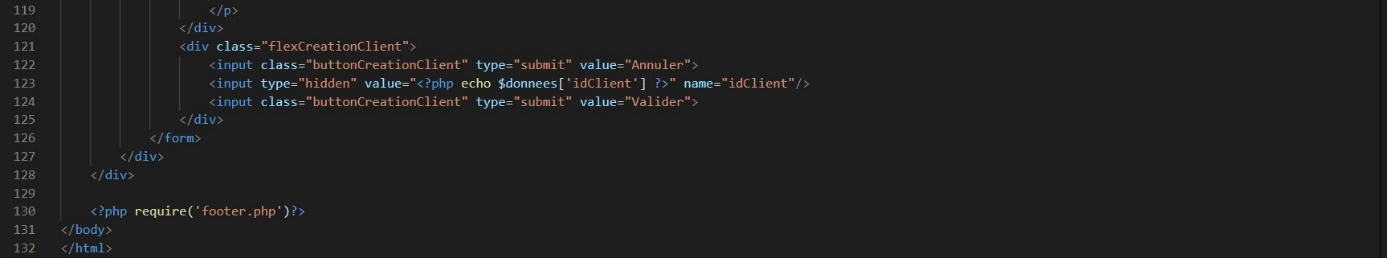 119 </p>
120 </div>
121 <div class="flexCreationClient">
122 <input class="buttonCreationClient" type="submit" value="Annuler">
123 <input type="hidden" value="<?php echo $donnees['idClient'] ?>" name="idClient"/>
124 <input class="buttonCreationClient" type="submit" value="Valider">
125 </div>
126 </form>
127 </div>
128 </div>
129
130 <?php require('footer.php')?>
131 </body>
132 </html>